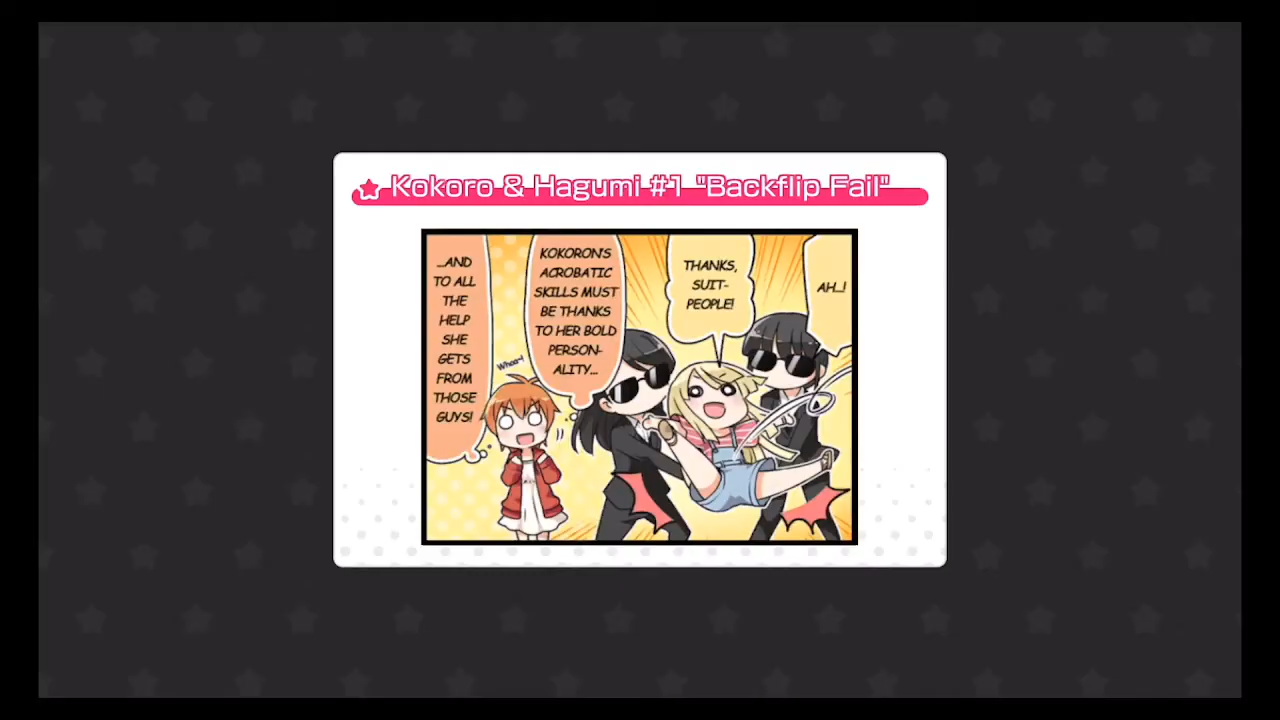 Kokoro & Hagumi #1 "Backflip Fail"
AH...!
THANKS,
SUIT-
PEOPLE!
KOKORON'S
ACROBATIC
SKILLS MUST
BE THANKS
TO HER BOLD
PERSON-
ALITY...
Whoa~!
...AND
TO ALL
THE
HELP
SHE
GETS
FROM
THOSE
GUYS!